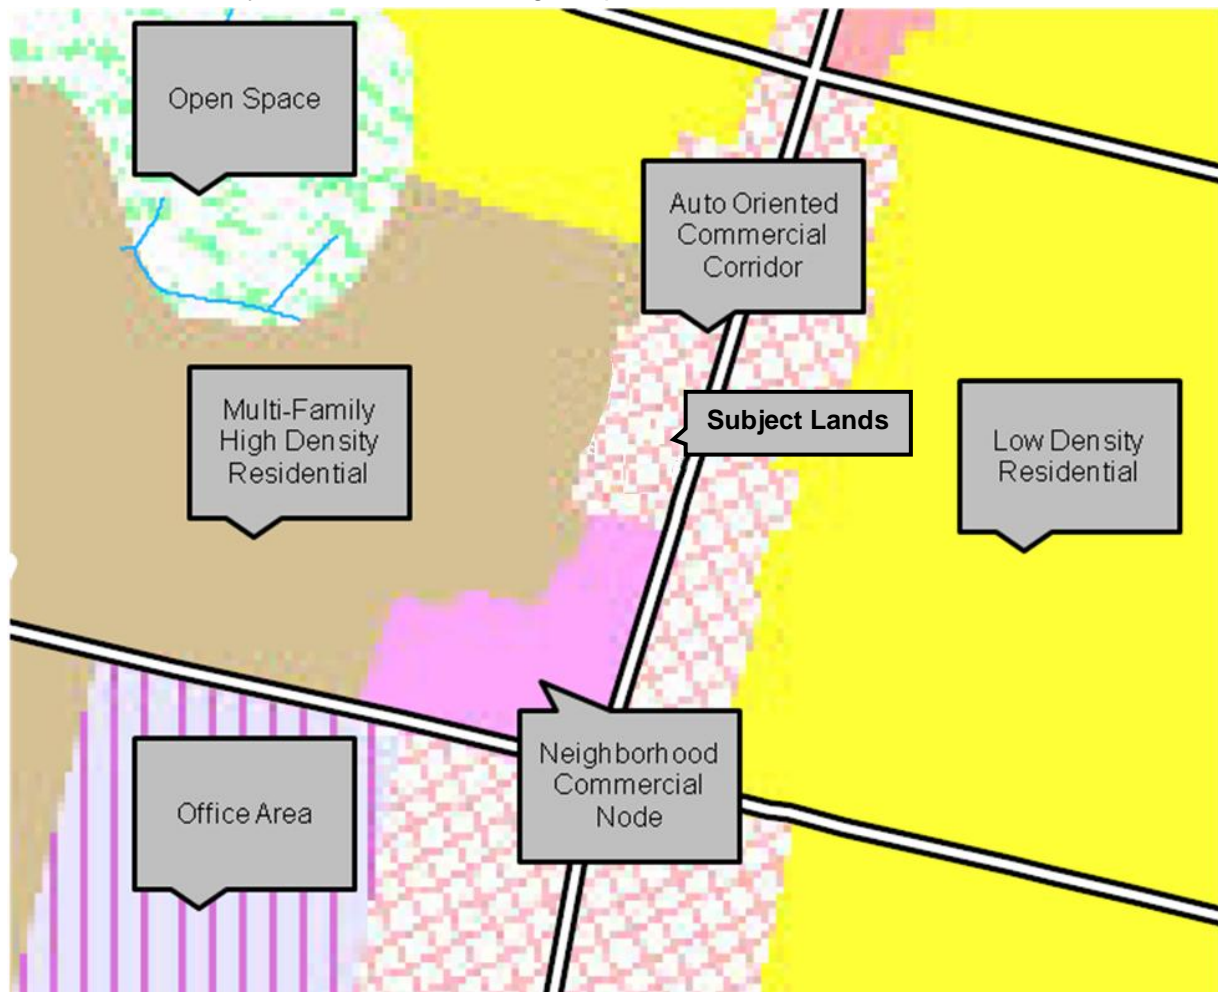 Open Space
Auto Oriented
Commercial
Corridor
Multi-Family
High Density
Residential
Subject Lands
Low Density
Residential
Neighborhood
Commercial
Node
Office Area